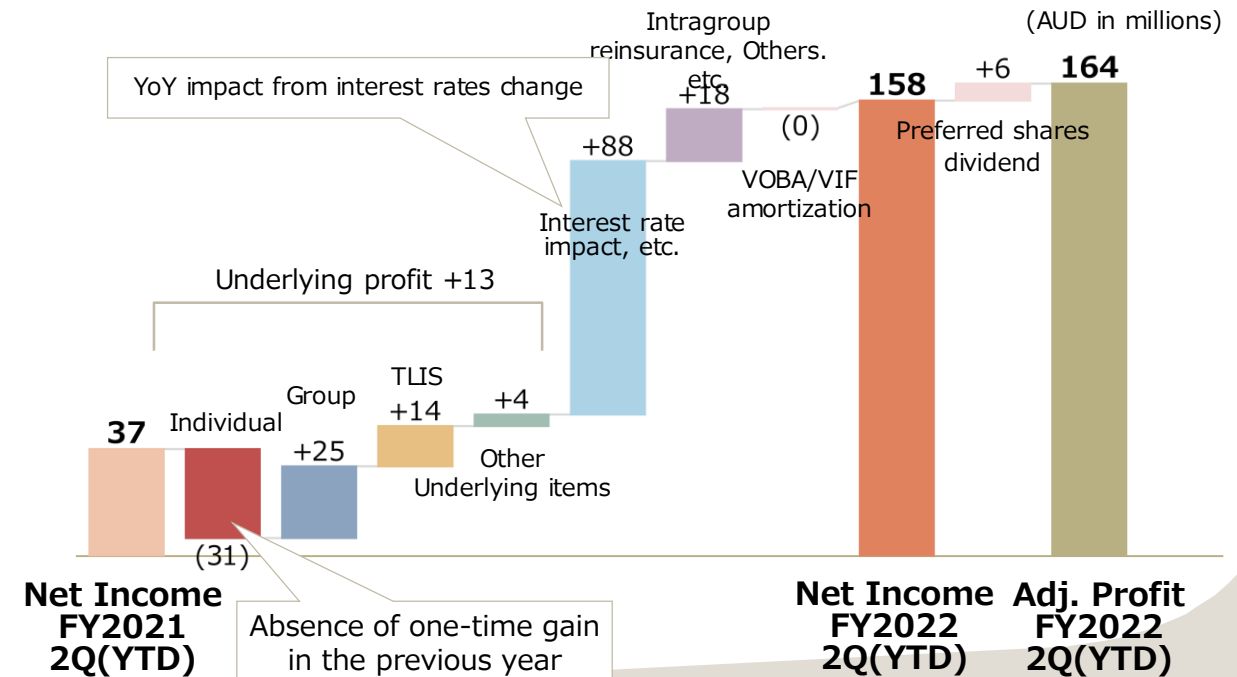 (AUD in millions)
Intragroup
reinsurance, Others.
etc.
+18
YoY impact from interest rates change
+88
(0)
158
+6
164
Preferred shares
dividend
VOBA/VIF
amortization
Interest rate
impact, etc.
Underlying profit +13
37
Individual
(31)
Group
+25
TLIS
+14
+4
Other
Underlying items
Absence of one-time gain
in the previous year
Net Income
FY2021
2Q(YTD)
Net Income
FY2022
2Q(YTD)
Adj. Profit
FY2022
2Q(YTD)